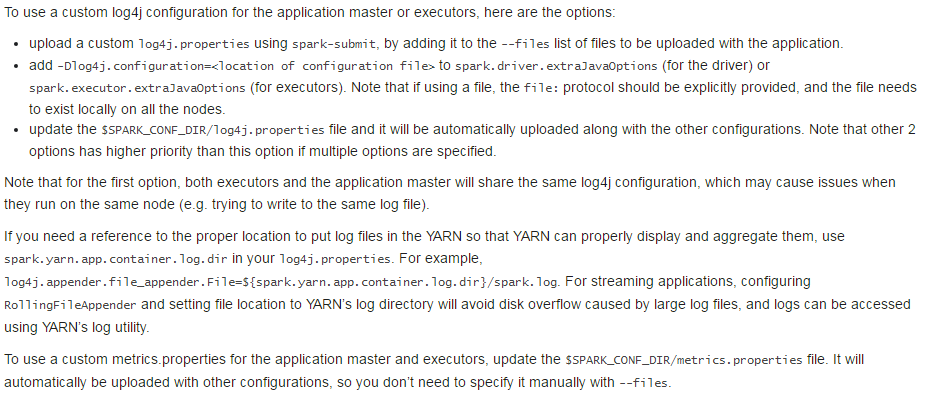 To use a custom log4j configuration for the application master or executors, here are the options:
• upload a custom log4j.properties using spark-submit, by adding it to the --files list of files to be uploaded with the application.
• add -Dlog4j.configuration=<location of configuration file> to spark.driver.extraJavaOptions (for the driver) or
spark.executor.extraJavaOptions (for executors). Note that if using a file, the file: protocol should be explicitly provided, and the file needs
to exist locally on all the nodes.
• update the $SPARK_CONF_DIR/log4j.properties file and it will be automatically uploaded along with the other configurations. Note that other 2
options has higher priority than this option if multiple options are specified.
Note that for the first option, both executors and the application master will share the same log4j configuration, which may cause issues when
they run on the same node (e.g. trying to write to the same log file).
If you need a reference to the proper location to put log files in the YARN so that YARN can properly display and aggregate them, use
spark.yarn.app.container.log.dir in your log4j.properties. For example,
log4j.appender.file_appender.File=${spark.yarn.app.container.log.dir}/spark.log. For streaming applications, configuring
RollingFileAppender and setting file location to YARN's log directory will avoid disk overflow caused by large log files, and logs can be accessed
using YARN's log utility.
To use a custom metrics.properties for the application master and executors, update the $SPARK_CONF_DIR/metrics.properties file. It will
automatically be uploaded with other configurations, so you don't need to specify it manually with --files.